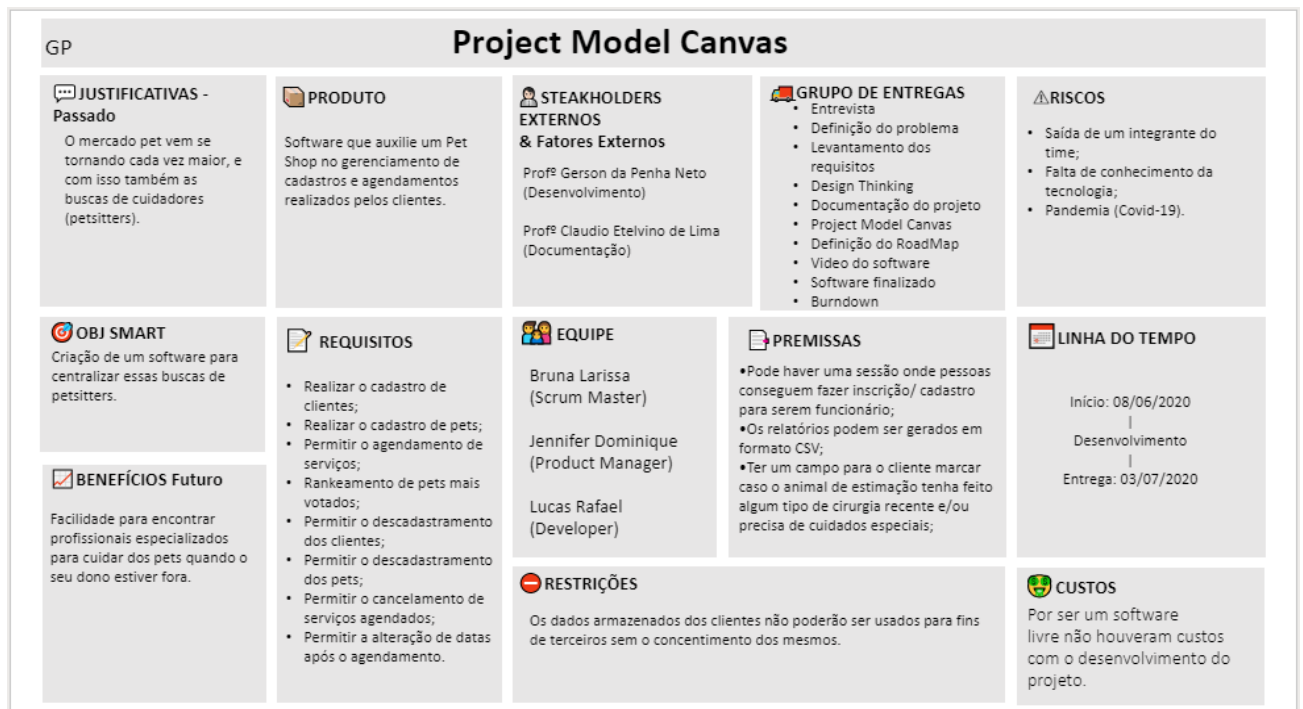 GP
Project Model Canvas
JUSTIFICATIVAS -
Passado
O mercado pet vem se
tornando cada vez maior, e
com isso também as
buscas de cuidadores
(petsitters).
PRODUTO
Software que auxilie um Pet
Shop no gerenciamento de
cadastros e agendamentos
realizados pelos clientes.
STEAKHOLDERS
EXTERNOS
& Fatores Externos
Profº Gerson da Penha Neto
(Desenvolvimento)
Profº Claudio Etelvino de Lima
(Documentação)
GRUPO DE ENTREGAS
• Entrevista
• Definição do problema
• Levantamento dos
requisitos
• Design Thinking
• Documentação do projeto
• Project Model Canvas
• Definição do RoadMap
• Video do software
• Software finalizado
• Burndown
RISCOS
• Saída de um integrante do
time;
• Falta de conhecimento da
tecnologia;
• Pandemia (Covid-19).
OBJ SMART
Criação de um software para
centralizar essas buscas de
petsitters.
BENEFÍCIOS Futuro
Facilidade para encontrar
profissionais especializados
para cuidar dos pets quando o
seu dono estiver fora.
REQUISITOS
• Realizar o cadastro de
clientes;
• Realizar o cadastro de pets;
• Permitir o agendamento de
serviços;
• Rankeamento de pets mais
votados;
• Permitir o descadastramento
dos clientes;
• Permitir o descadastramento
dos pets;
• Permitir o cancelamento de
serviços agendados;
• Permitir a alteração de datas
após o agendamento.
EQUIPE
Bruna Larissa
(Scrum Master)
Jennifer Dominique
(Product Manager)
Lucas Rafael
(Developer)
PREMISSAS
•Pode haver uma sessão onde pessoas
conseguem fazer inscrição/ cadastro
para serem funcionário;
•Os relatórios podem ser gerados em
formato CSV;
•Ter um campo para o cliente marcar
caso o animal de estimação tenha feito
algum tipo de cirurgia recente e/ou
precisa de cuidados especiais;
LINHA DO TEMPO
Início: 08/06/2020
|
Desenvolvimento
|
Entrega: 03/07/2020
RESTRIÇÕES
Os dados armazenados dos clientes não poderão ser usados para fins
de terceiros sem o concentimento dos mesmos.
CUSTOS
Por ser um software
livre não houveram custos
com o desenvolvimento do
projeto.